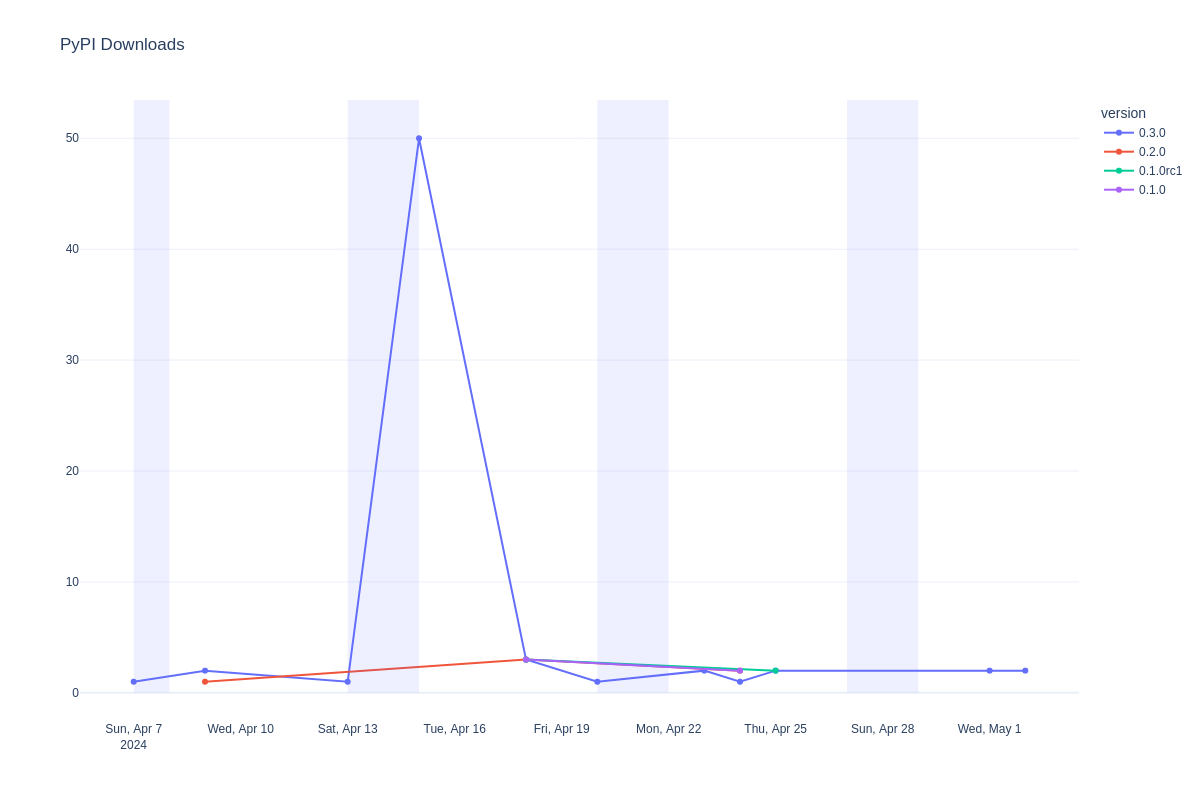 PyPI Downloads
version
0.3.0
0.2.0
0.1.0rc1
0.1.0
50
40
30
20
10
0
Sun, Apr 7
2024
Wed, Apr 10
Sat, Apr 13
Tue, Apr 16
Fri, Apr 19
Mon, Apr 22
Thu, Apr 25
Sun, Apr 28
Wed, May 1